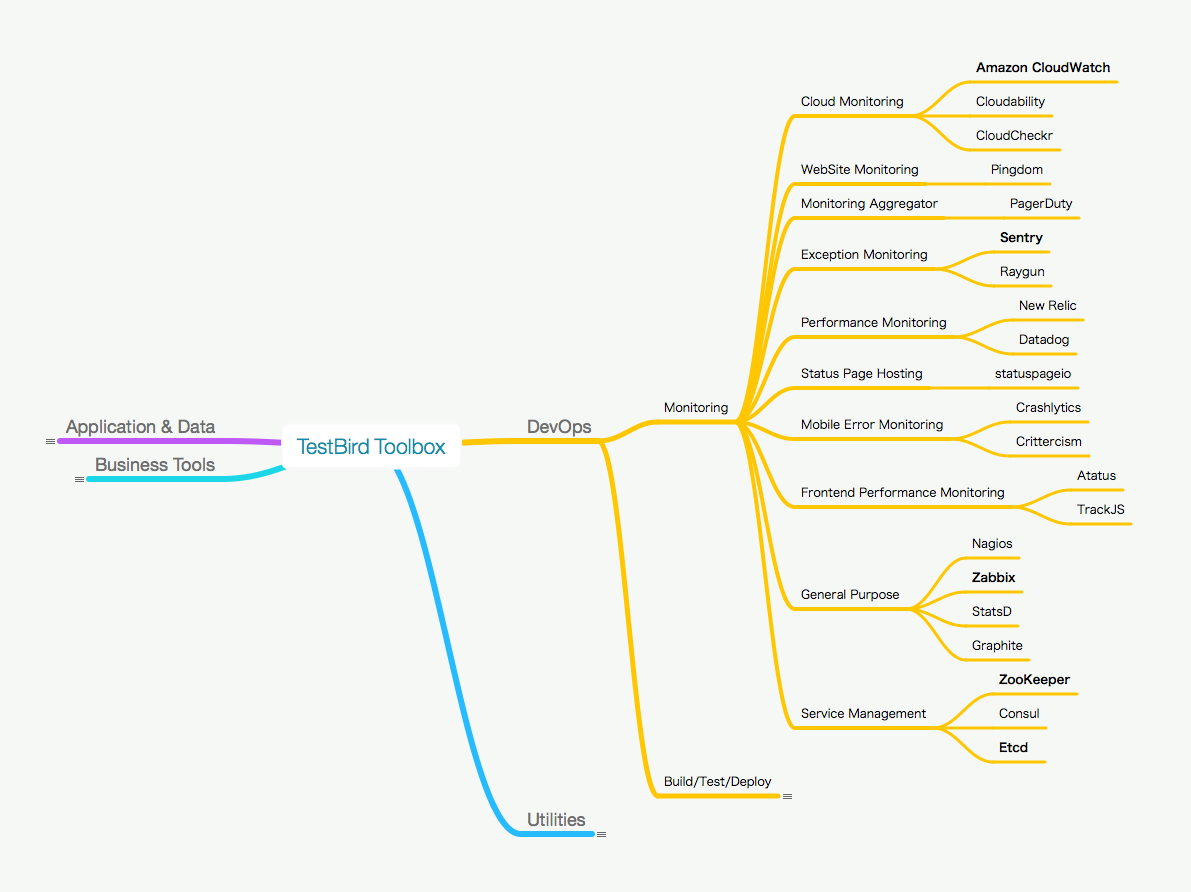 TestBird Toolbox
Application & Data
Business Tools
DevOps
Monitoring
Cloud Monitoring
Amazon CloudWatch
Cloudability
CloudCheckr
WebSite Monitoring
Pingdom
Monitoring Aggregator
PagerDuty
Exception Monitoring
Sentry
Raygun
Performance Monitoring
New Relic
Datadog
Status Page Hosting
statuspageio
Mobile Error Monitoring
Crashlytics
Crittercism
Frontend Performance Monitoring
Atatus
TrackJS
General Purpose
Nagios
Zabbix
StatsD
Graphite
Service Management
ZooKeeper
Consul
Etcd
Build/Test/Deploy
Utilities